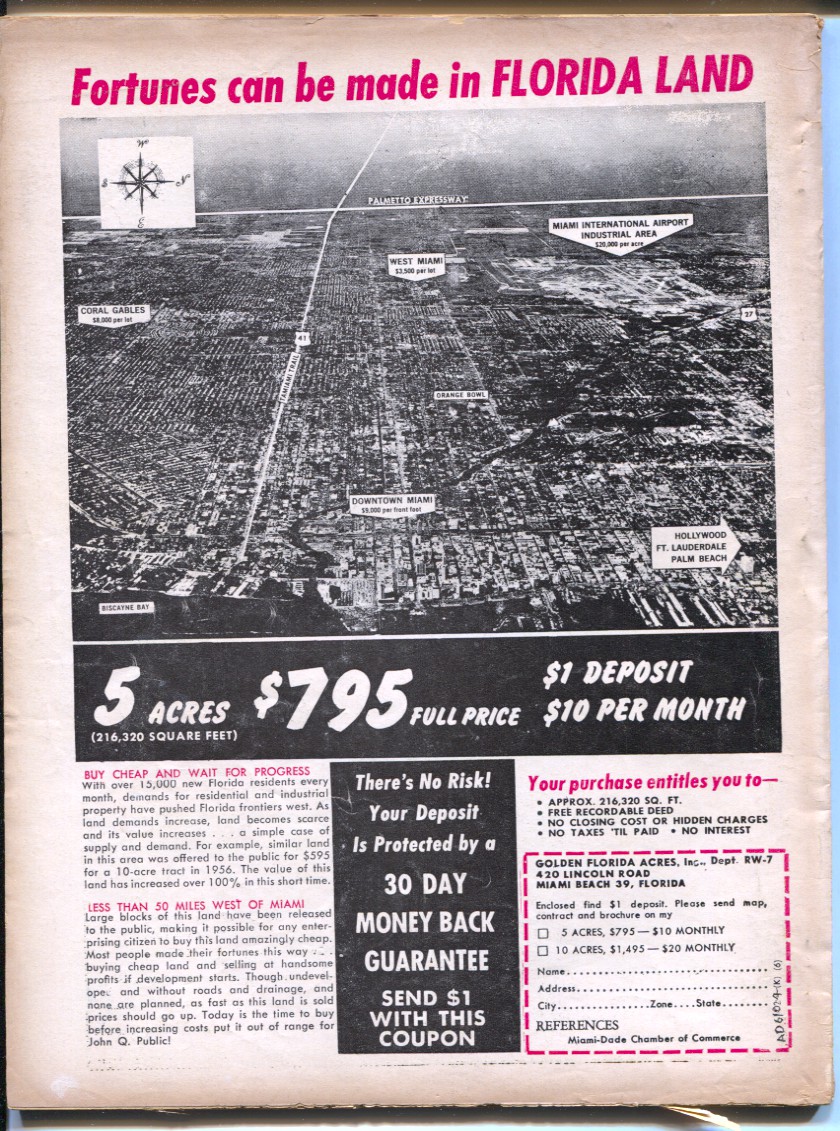 Fortunes can be made in FLORIDA LAND
W
S
N
E
PALMETTO EXPRESSWAY
MIAMI INTERNATIONAL AIRPORT
INDUSTRIAL AREA
$20,000 per acre
WEST MIAMI
$3,500 per lot
CORAL GABLES
$8,000 per lot
27
41
TAMIAMI TRAIL
ORANGE BOWL
DOWNTOWN MIAMI
$9,000 per front foot
HOLLYWOOD
FT. LAUDERDALE
PALM BEACH
BISCAYNE BAY
5 ACRES $795 FULL PRICE
(216,320 SQUARE FEET)
$1 DEPOSIT
$10 PER MONTH
BUY CHEAP AND WAIT FOR PROGRESS
With over 15,000 new Florida residents every
month, demands for residential and industrial
property have pushed Florida frontiers west. As
land demands increase, land becomes scarce
and its value increases . . . a simple case of
supply and demand. For example, similar land
in this area was offered to the public for $595
for a 10-acre tract in 1956. The value of this
land has increased over 100% in this short time.
LESS THAN 50 MILES WEST OF MIAMI
Large blocks of this land have been released
to the public, making it possible for any enter-
prising citizen to buy this land amazingly cheap.
Most people made their fortunes this way . . .
buying cheap land and selling at handsome
profits if development starts. Though undevel-
oped and without roads and drainage, and
none are planned, as fast as this land is sold
prices should go up. Today is the time to buy
before increasing costs put it out of range for
John Q. Public!
There's No Risk!
Your Deposit
Is Protected by a
30 DAY
MONEY BACK
GUARANTEE
SEND $1
WITH THIS
COUPON
Your purchase entitles you to—
• APPROX. 216,320 SQ. FT.
• FREE RECORDABLE DEED
• NO CLOSING COST OR HIDDEN CHARGES
• NO TAXES 'TIL PAID • NO INTEREST
GOLDEN FLORIDA ACRES, Inc., Dept. RW-7
420 LINCOLN ROAD
MIAMI BEACH 39, FLORIDA
Enclosed find $1 deposit. Please send map,
contract and brochure on my
5 ACRES, $795 — $10 MONTHLY
10 ACRES, $1,495 — $20 MONTHLY
Name
Address
City Zone State
REFERENCES
Miami-Dade Chamber of Commerce
AD61029(K) (6)